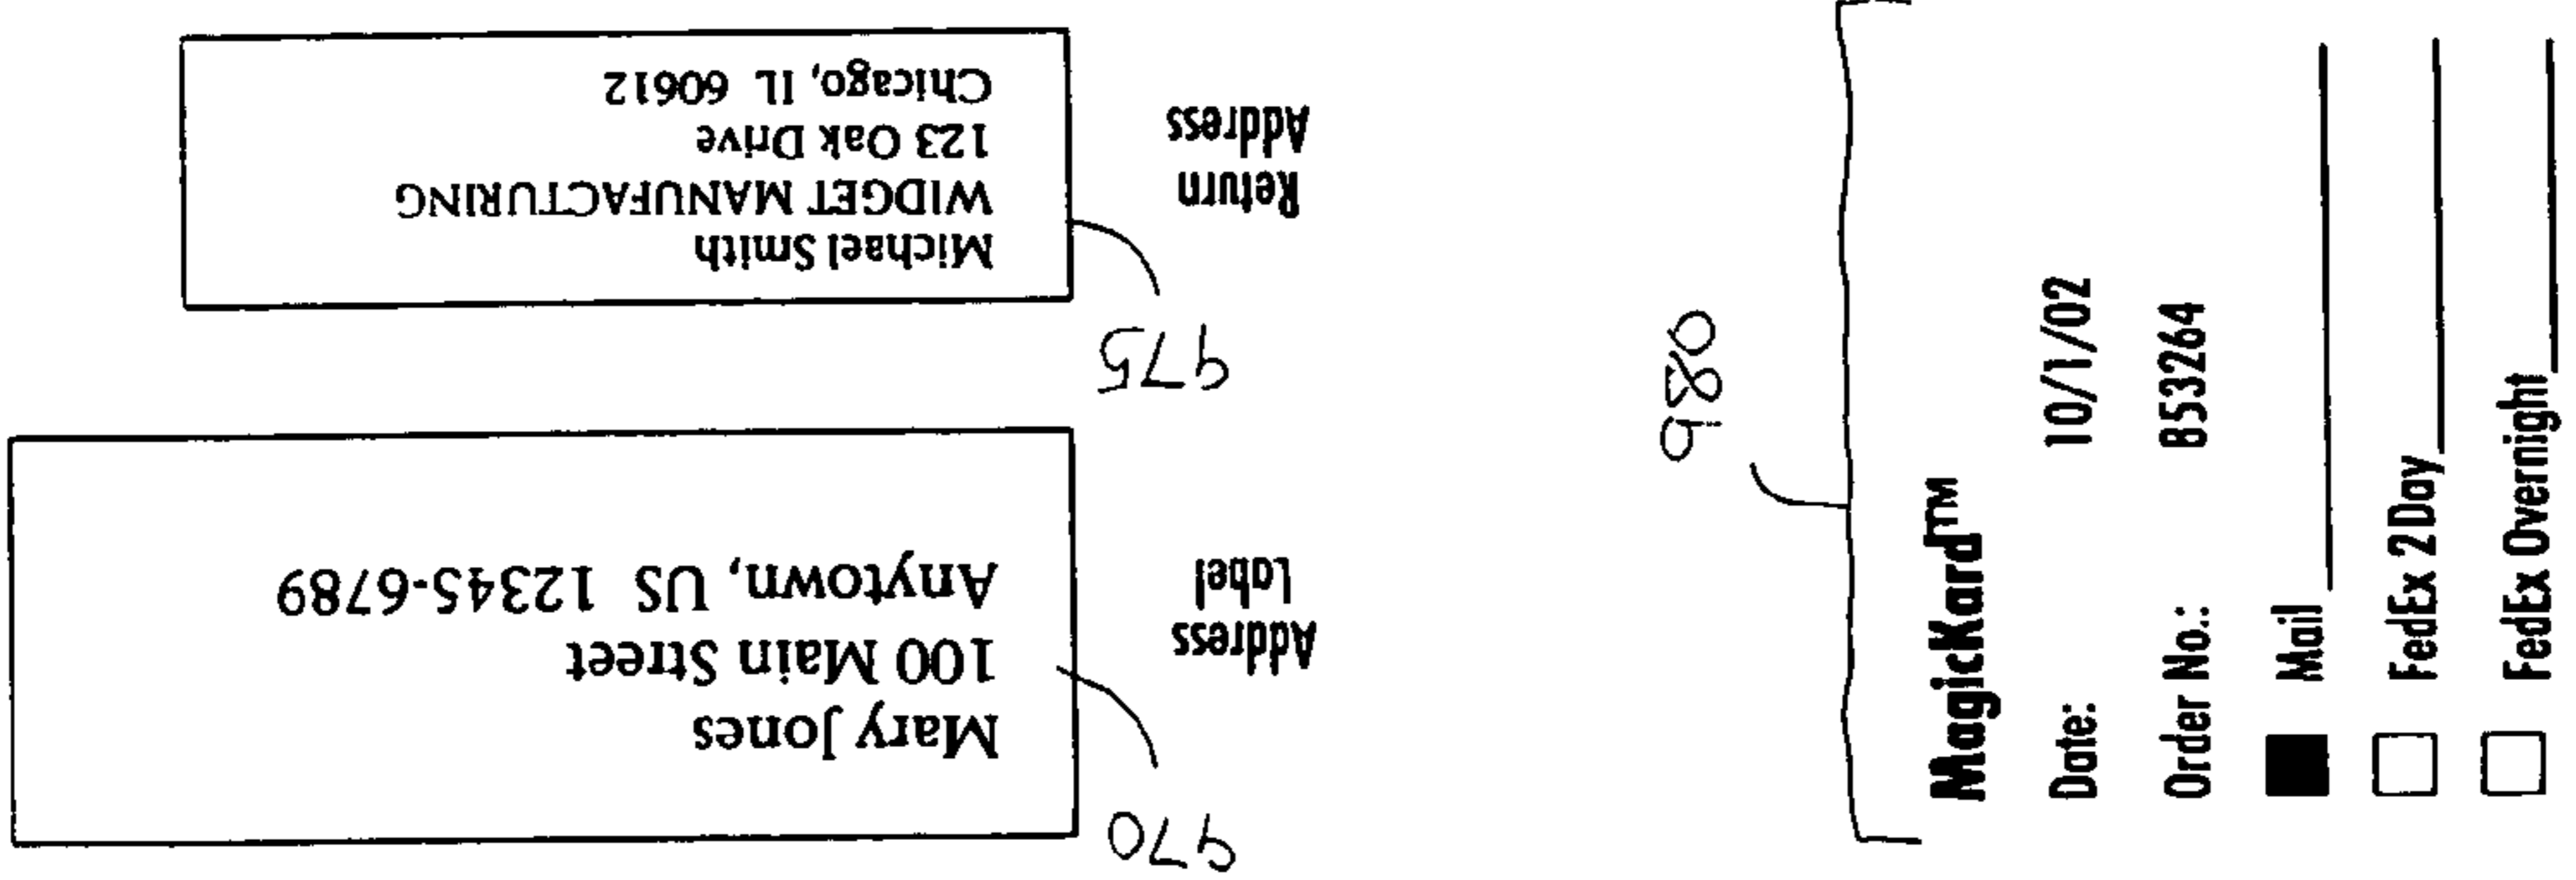 Mary Jones
100 Main Street
Anytown, US 12345-6789
Address
Label
970
Michael Smith
WIDGET MANUFACTURING
123 Oak Drive
Chicago, IL 60612
Return
Address
975
980
MagicKard™
Date: 10/1/02
Order No.: 853264
Mail
FedEx 2Day
FedEx Overnight